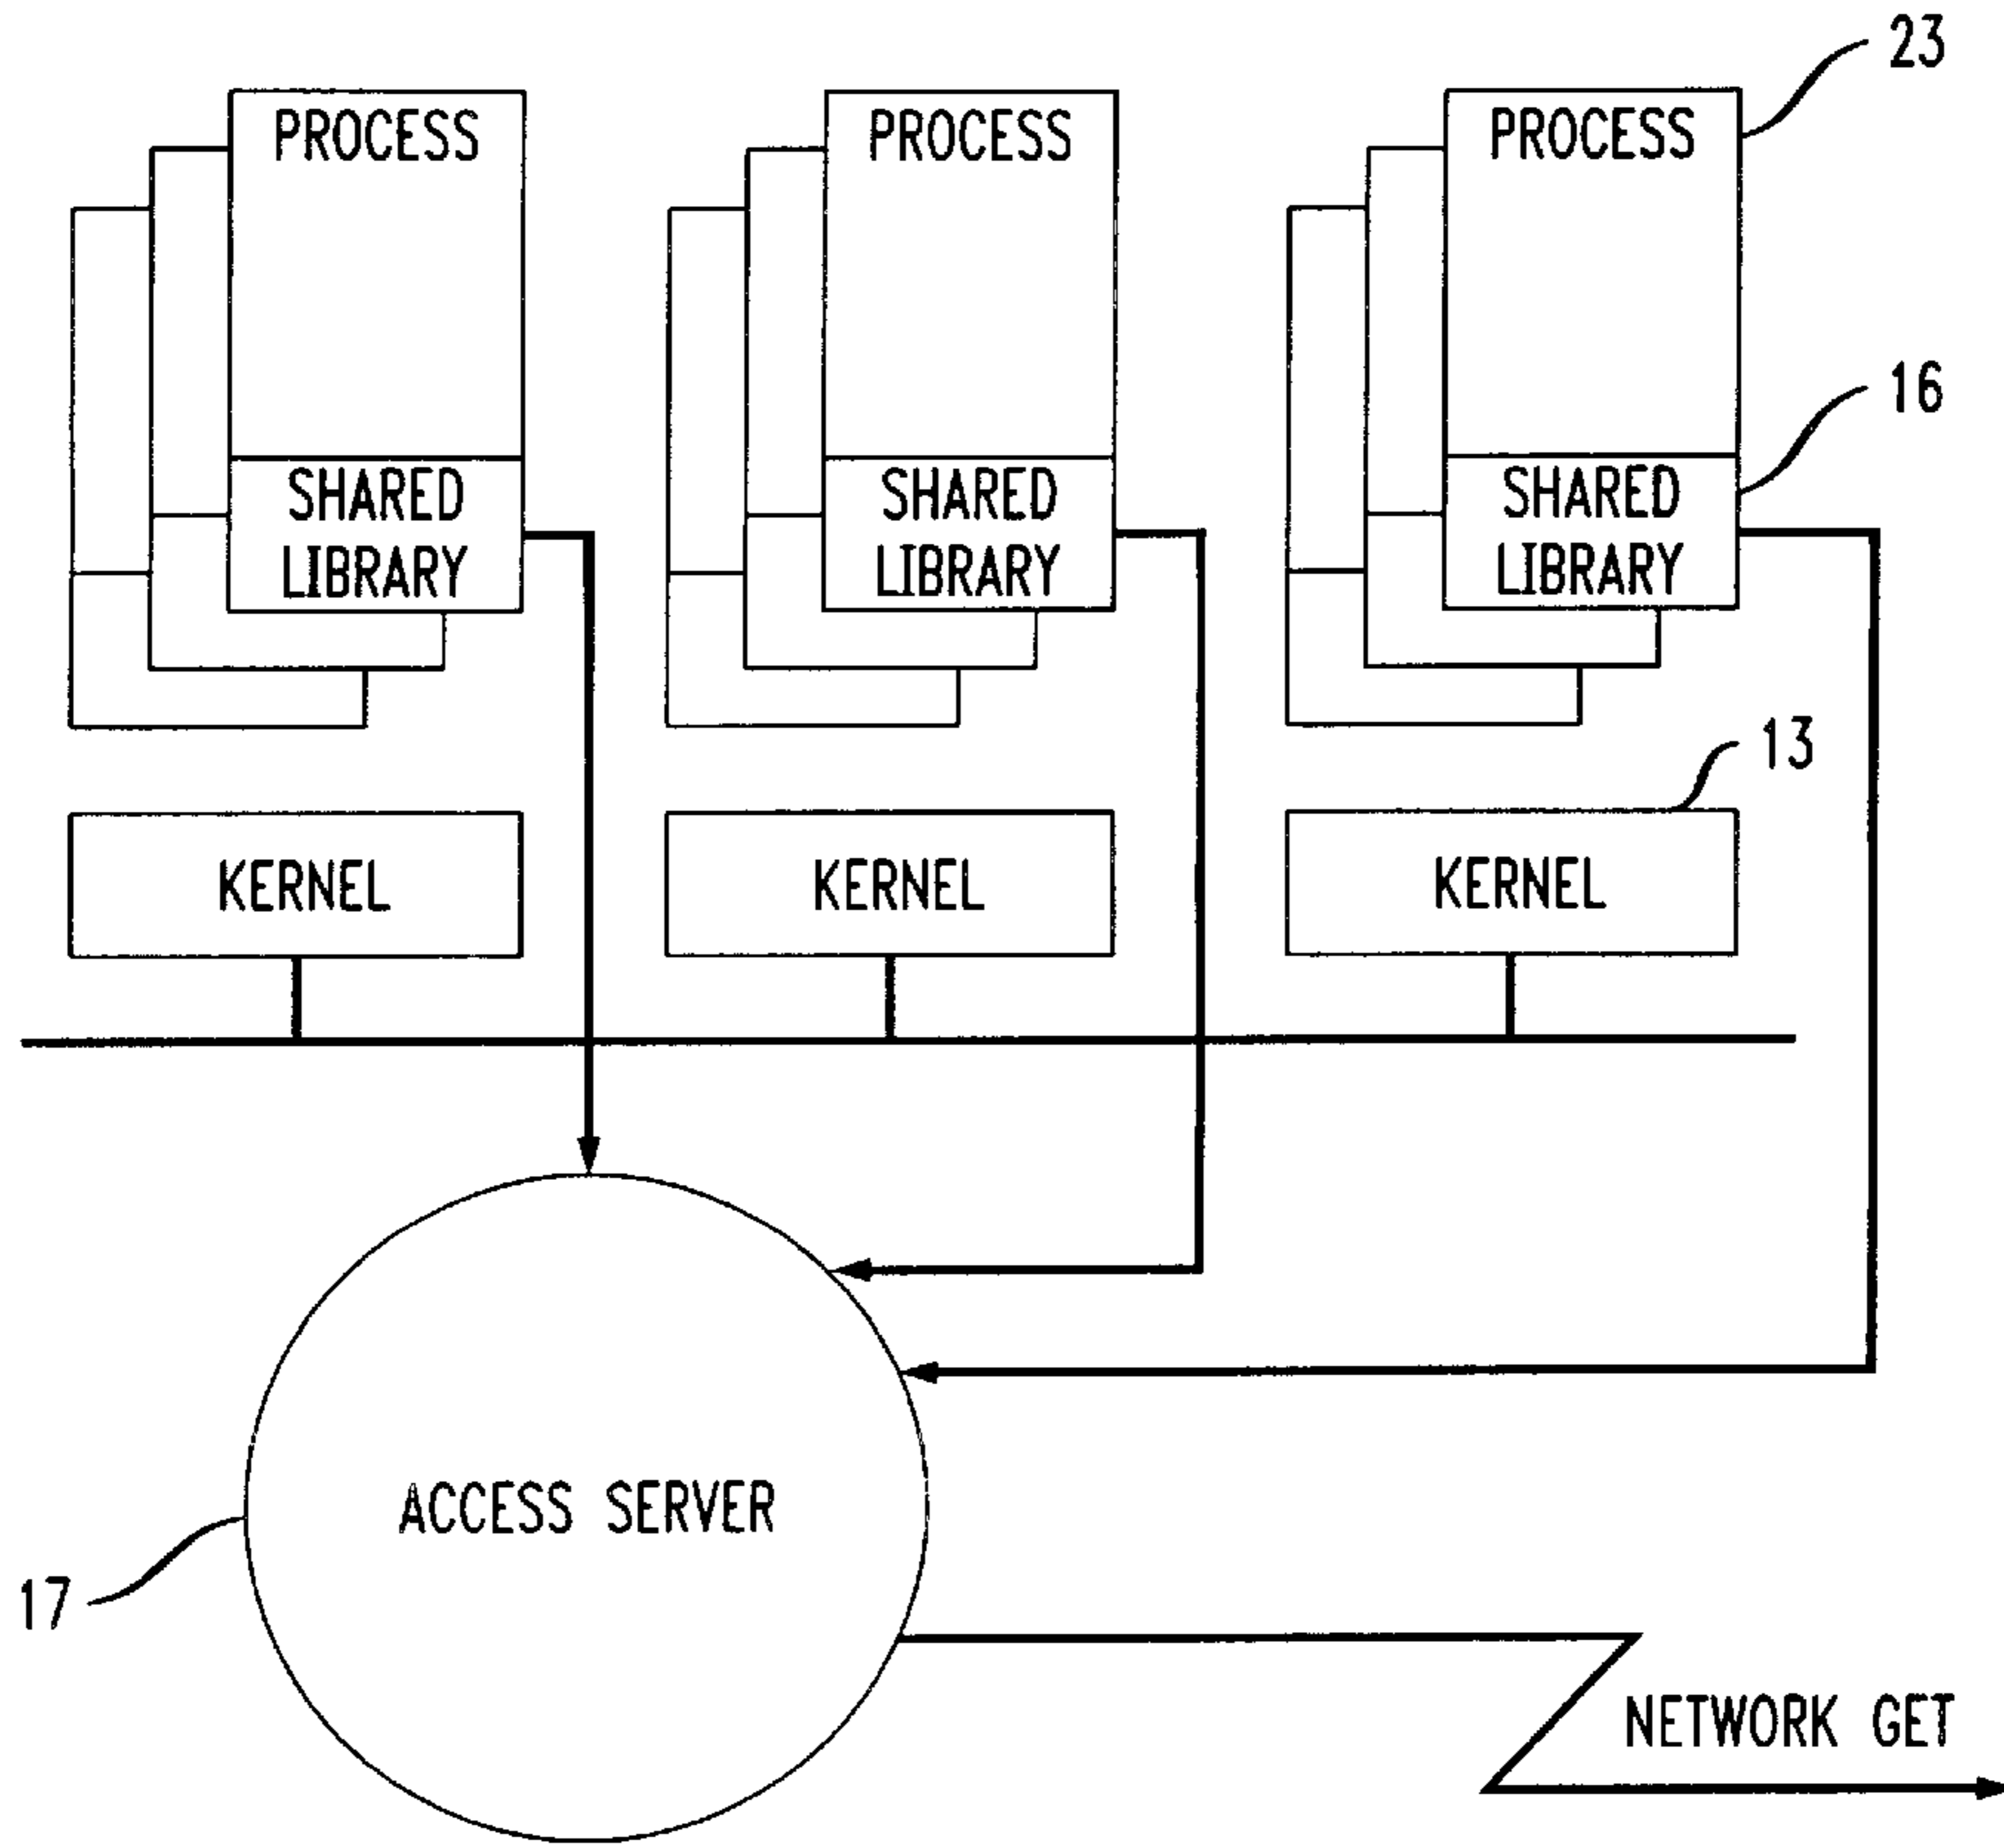 23
PROCESS
PROCESS
PROCESS
16
SHARED
LIBRARY
SHARED
LIBRARY
SHARED
LIBRARY
13
KERNEL
KERNEL
KERNEL
ACCESS SERVER
17
NETWORK GET